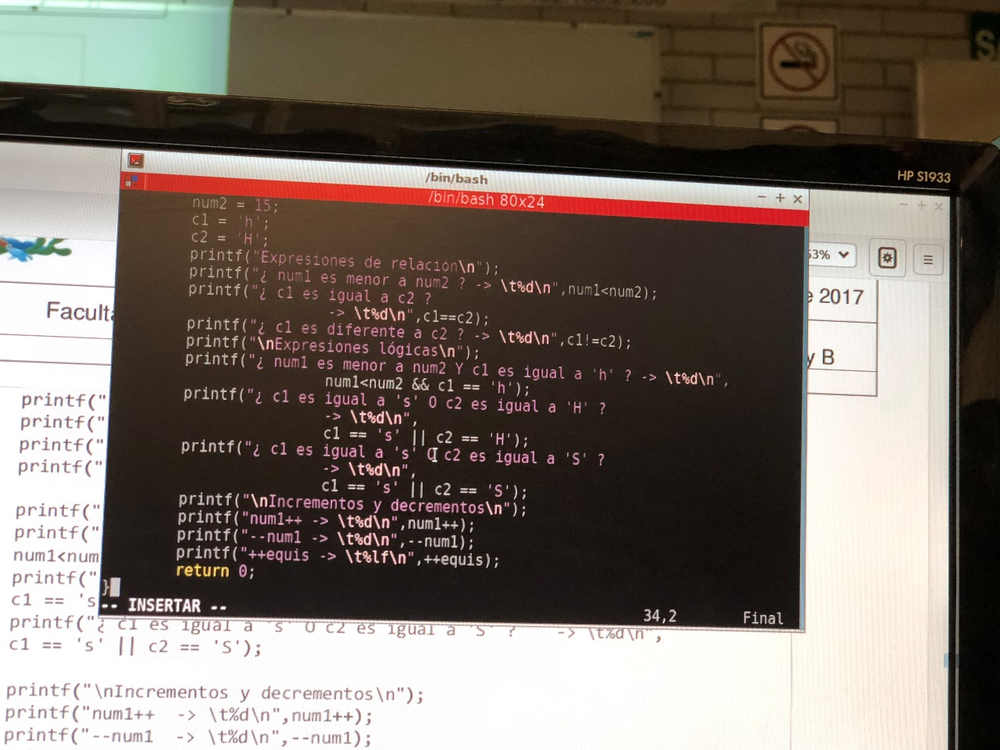 HP S1933
/bin/bash
/bin/bash 80x24
num2 = 15;
c1 = 'h';
c2 = 'H';
printf("Expresiones de relación\n");
printf("¿ num1 es menor a num2 ? -> \t%d\n",num1<num2);
printf("¿ c1 es igual a c2 ?
-> \t%d\n",c1==c2);
printf("¿ c1 es diferente a c2 ? -> \t%d\n",c1!=c2);
printf("\nExpresiones lógicas\n");
printf("¿ num1 es menor a num2 Y c1 es igual a 'h' ? -> \t%d\n",
num1<num2 && c1 == 'h');
printf("¿ c1 es igual a 's' O c2 es igual a 'H' ?
-> \t%d\n",
c1 == 's' || c2 == 'H');
printf("¿ c1 es igual a 's' O c2 es igual a 'S' ?
-> \t%d\n",
c1 == 's' || c2 == 'S');
printf("\nIncrementos y decrementos\n");
printf("num1++ -> \t%d\n",num1++);
printf("--num1 -> \t%d\n",--num1);
printf("++equis -> \t%lf\n",++equis);
return 0;
}
-- INSERTAR --
34,2 Final
53%
2017
y B
printf("
printf("
printf("
printf("
printf("
printf("
num1<num
printf("
c1 == 's
printf("¿ c1 es igual a 's' O c2 es igual a 'S' ? -> \t%d\n",
c1 == 's' || c2 == 'S');
printf("\nIncrementos y decrementos\n");
printf("num1++ -> \t%d\n",num1++);
printf("--num1 -> \t%d\n",--num1);